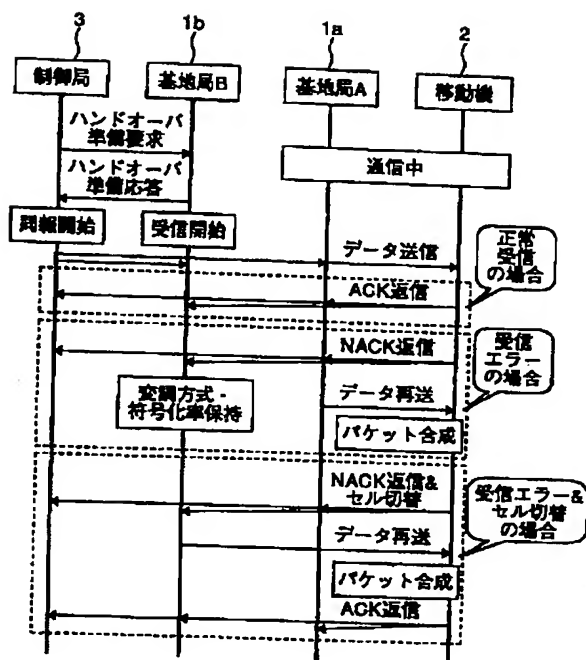 3
1b
1a
2
制御局
基地局B
基地局A
移動機
ハンドオーバ
準備要求
通信中
ハンドオーバ
準備応答
同報開始
受信開始
データ送信
正常
受信
の場合
ACK返信
NACK返信
受信
エラー
の場合
変調方式・
符号化率保持
データ再送
パケット合成
NACK返信&
セル切替
受信エラー&
セル切替
の場合
データ再送
パケット合成
ACK返信